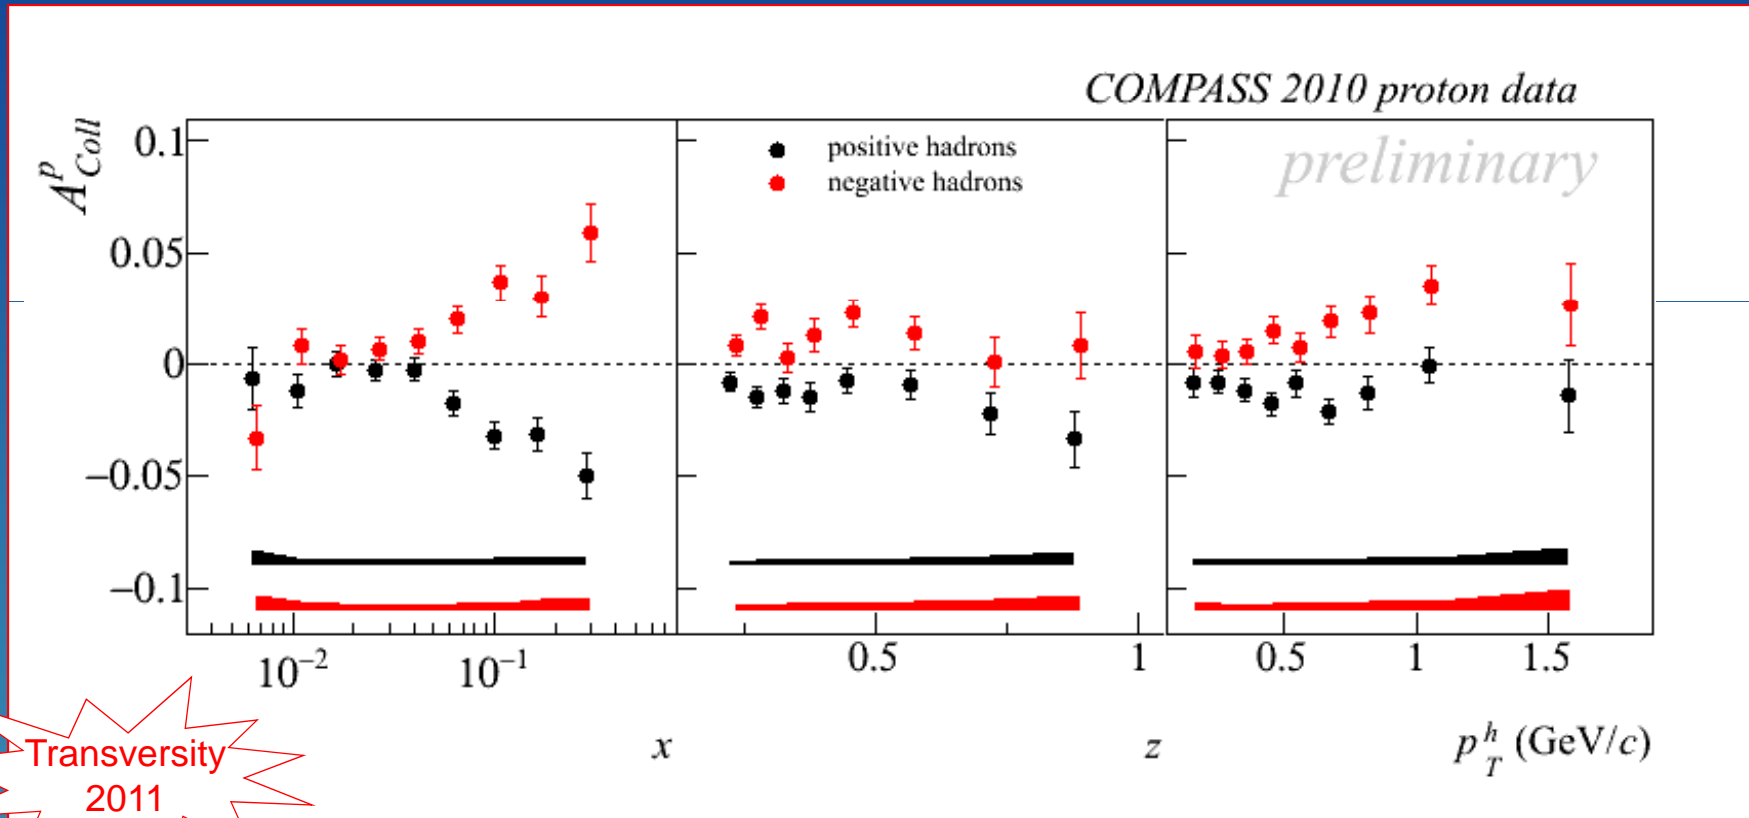 COMPASS 2010 proton data
A^p_Coll
0.1
0.05
0
−0.05
−0.1
positive hadrons
negative hadrons
preliminary
10^−2 10^−1 0.5 1 0.5 1 1.5
x z p^h_T (GeV/c)
Transversity
2011